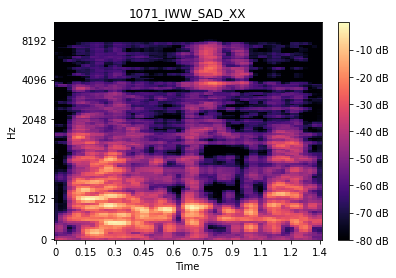 1071_IWW_SAD_XX
8192
4096
2048
1024
512
0
Hz
0 0.15 0.3 0.45 0.6 0.75 0.9 1.1 1.2 1.4
Time
-10 dB
-20 dB
-30 dB
-40 dB
-50 dB
-60 dB
-70 dB
-80 dB